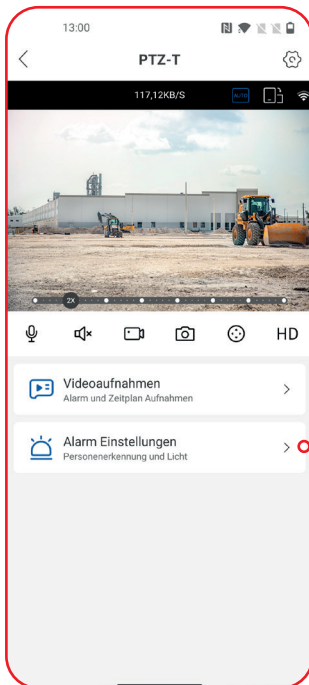 13:00
PTZ-T
117,12KB/S
AUTO
2X
HD
Videoaufnahmen
Alarm und Zeitplan Aufnahmen
Alarm Einstellungen
Personenerkennung und Licht